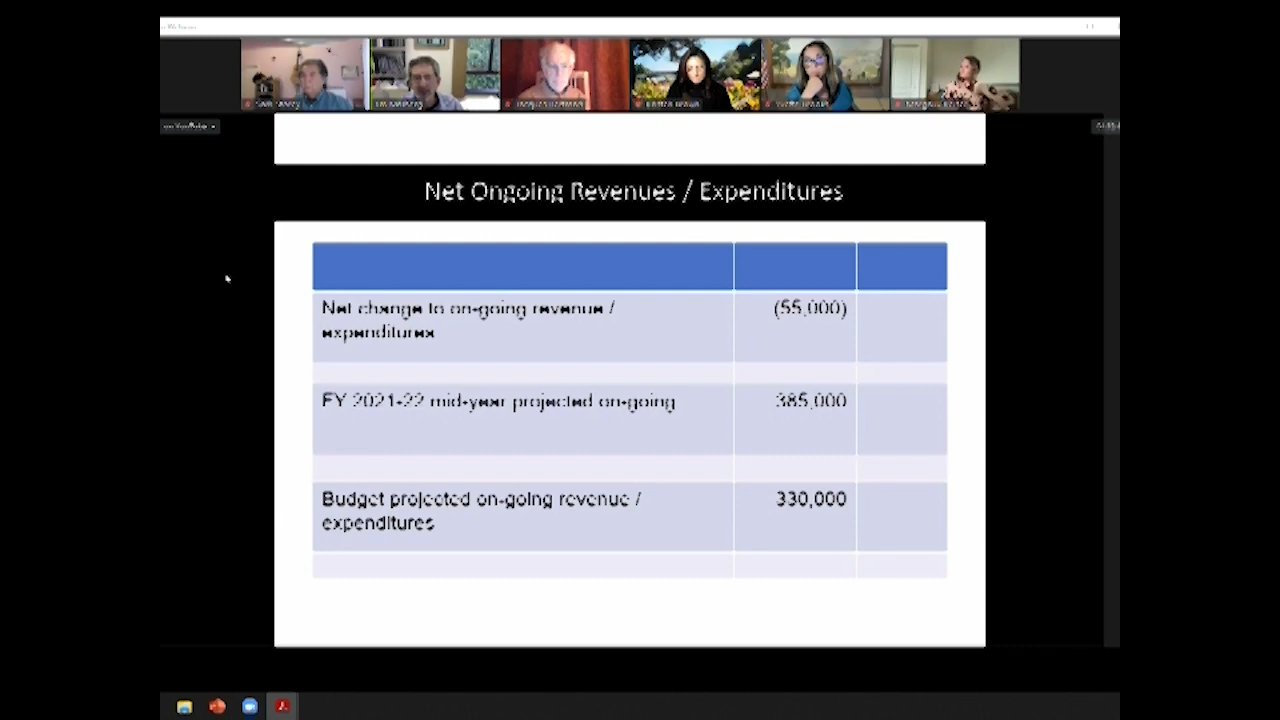 Net Ongoing Revenues / Expenditures
Net change to on-going revenue /
expenditures
(55,000)
FY 2021-22 mid-year projected on-going
385,000
Budget projected on-going revenue /
expenditures
330,000